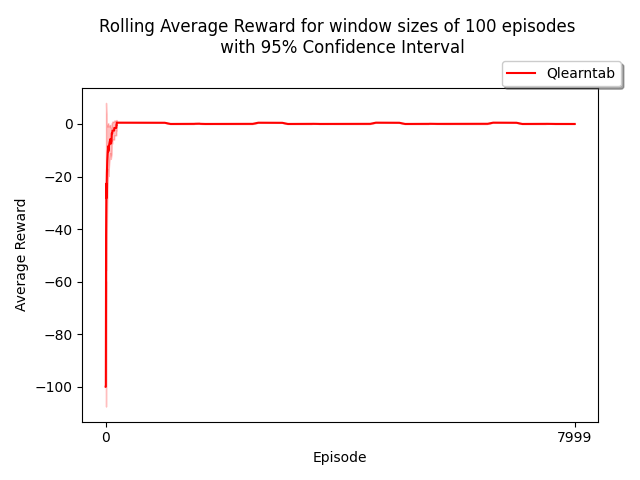 Rolling Average Reward for window sizes of 100 episodes
with 95% Confidence Interval
Qlearntab
0
−20
−40
−60
−80
−100
Average Reward
0
7999
Episode